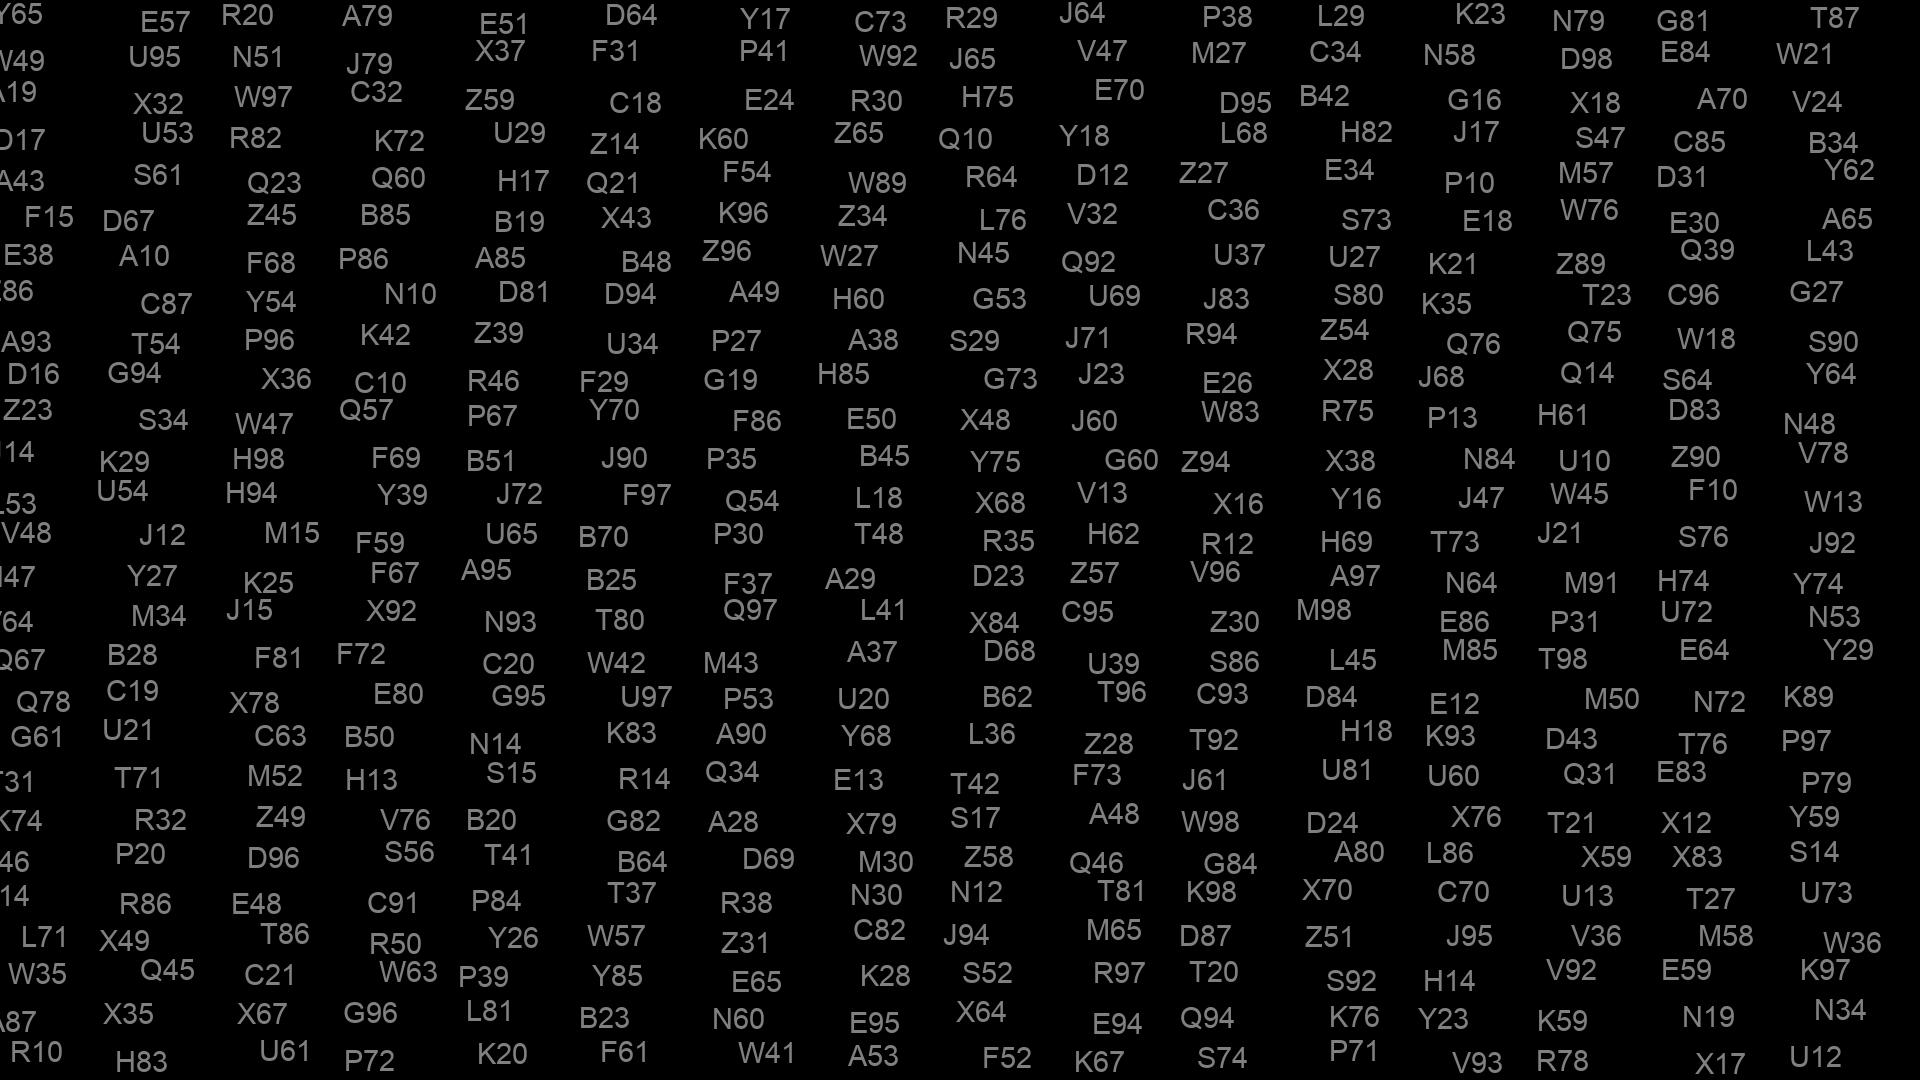 Y65 E57 R20 A79 E51 D64 Y17 C73 R29 J64 P38 L29 K23 N79 G81 T87
W49 U95 N51 J79 X37 F31 P41 W92 J65 V47 M27 C34 N58 D98 E84 W21
A19 X32 W97 C32 Z59 C18 E24 R30 H75 E70 D95 B42 G16 X18 A70 V24
D17 U53 R82 K72 U29 Z14 K60 Z65 Q10 Y18 L68 H82 J17 S47 C85 B34
A43 S61 Q23 Q60 H17 Q21 F54 W89 R64 D12 Z27 E34 P10 M57 D31 Y62
F15 D67 Z45 B85 B19 X43 K96 Z34 L76 V32 C36 S73 E18 W76 E30 A65
E38 A10 F68 P86 A85 B48 Z96 W27 N45 Q92 U37 U27 K21 Z89 Q39 L43
86 C87 Y54 N10 D81 D94 A49 H60 G53 U69 J83 S80 K35 T23 C96 G27
A93 T54 P96 K42 Z39 U34 P27 A38 S29 J71 R94 Z54 Q76 Q75 W18 S90
D16 G94 X36 C10 R46 F29 G19 H85 G73 J23 E26 X28 J68 Q14 S64 Y64
Z23 S34 W47 Q57 P67 Y70 F86 E50 X48 J60 W83 R75 P13 H61 D83 N48
14 K29 H98 F69 B51 J90 P35 B45 Y75 G60 Z94 X38 N84 U10 Z90 V78
L53 U54 H94 Y39 J72 F97 Q54 L18 X68 V13 X16 Y16 J47 W45 F10 W13
V48 J12 M15 F59 U65 B70 P30 T48 R35 H62 R12 H69 T73 J21 S76 J92
47 Y27 K25 F67 A95 B25 F37 A29 D23 Z57 V96 A97 N64 M91 H74 Y74
64 M34 J15 X92 N93 T80 Q97 L41 X84 C95 Z30 M98 E86 P31 U72 N53
Q67 B28 F81 F72 C20 W42 M43 A37 D68 U39 S86 L45 M85 T98 E64 Y29
Q78 C19 X78 E80 G95 U97 P53 U20 B62 T96 C93 D84 E12 M50 N72 K89
G61 U21 C63 B50 N14 K83 A90 Y68 L36 Z28 T92 H18 K93 D43 T76 P97
T31 T71 M52 H13 S15 R14 Q34 E13 T42 F73 J61 U81 U60 Q31 E83 P79
K74 R32 Z49 V76 B20 G82 A28 X79 S17 A48 W98 D24 X76 T21 X12 Y59
46 P20 D96 S56 T41 B64 D69 M30 Z58 Q46 G84 A80 L86 X59 X83 S14
14 R86 E48 C91 P84 T37 R38 N30 N12 T81 K98 X70 C70 U13 T27 U73
L71 X49 T86 R50 Y26 W57 Z31 C82 J94 M65 D87 Z51 J95 V36 M58 W36
W35 Q45 C21 W63 P39 Y85 E65 K28 S52 R97 T20 S92 H14 V92 E59 K97
A87 X35 X67 G96 L81 B23 N60 E95 X64 E94 Q94 K76 Y23 K59 N19 N34
R10 H83 U61 P72 K20 F61 W41 A53 F52 K67 S74 P71 V93 R78 X17 U12